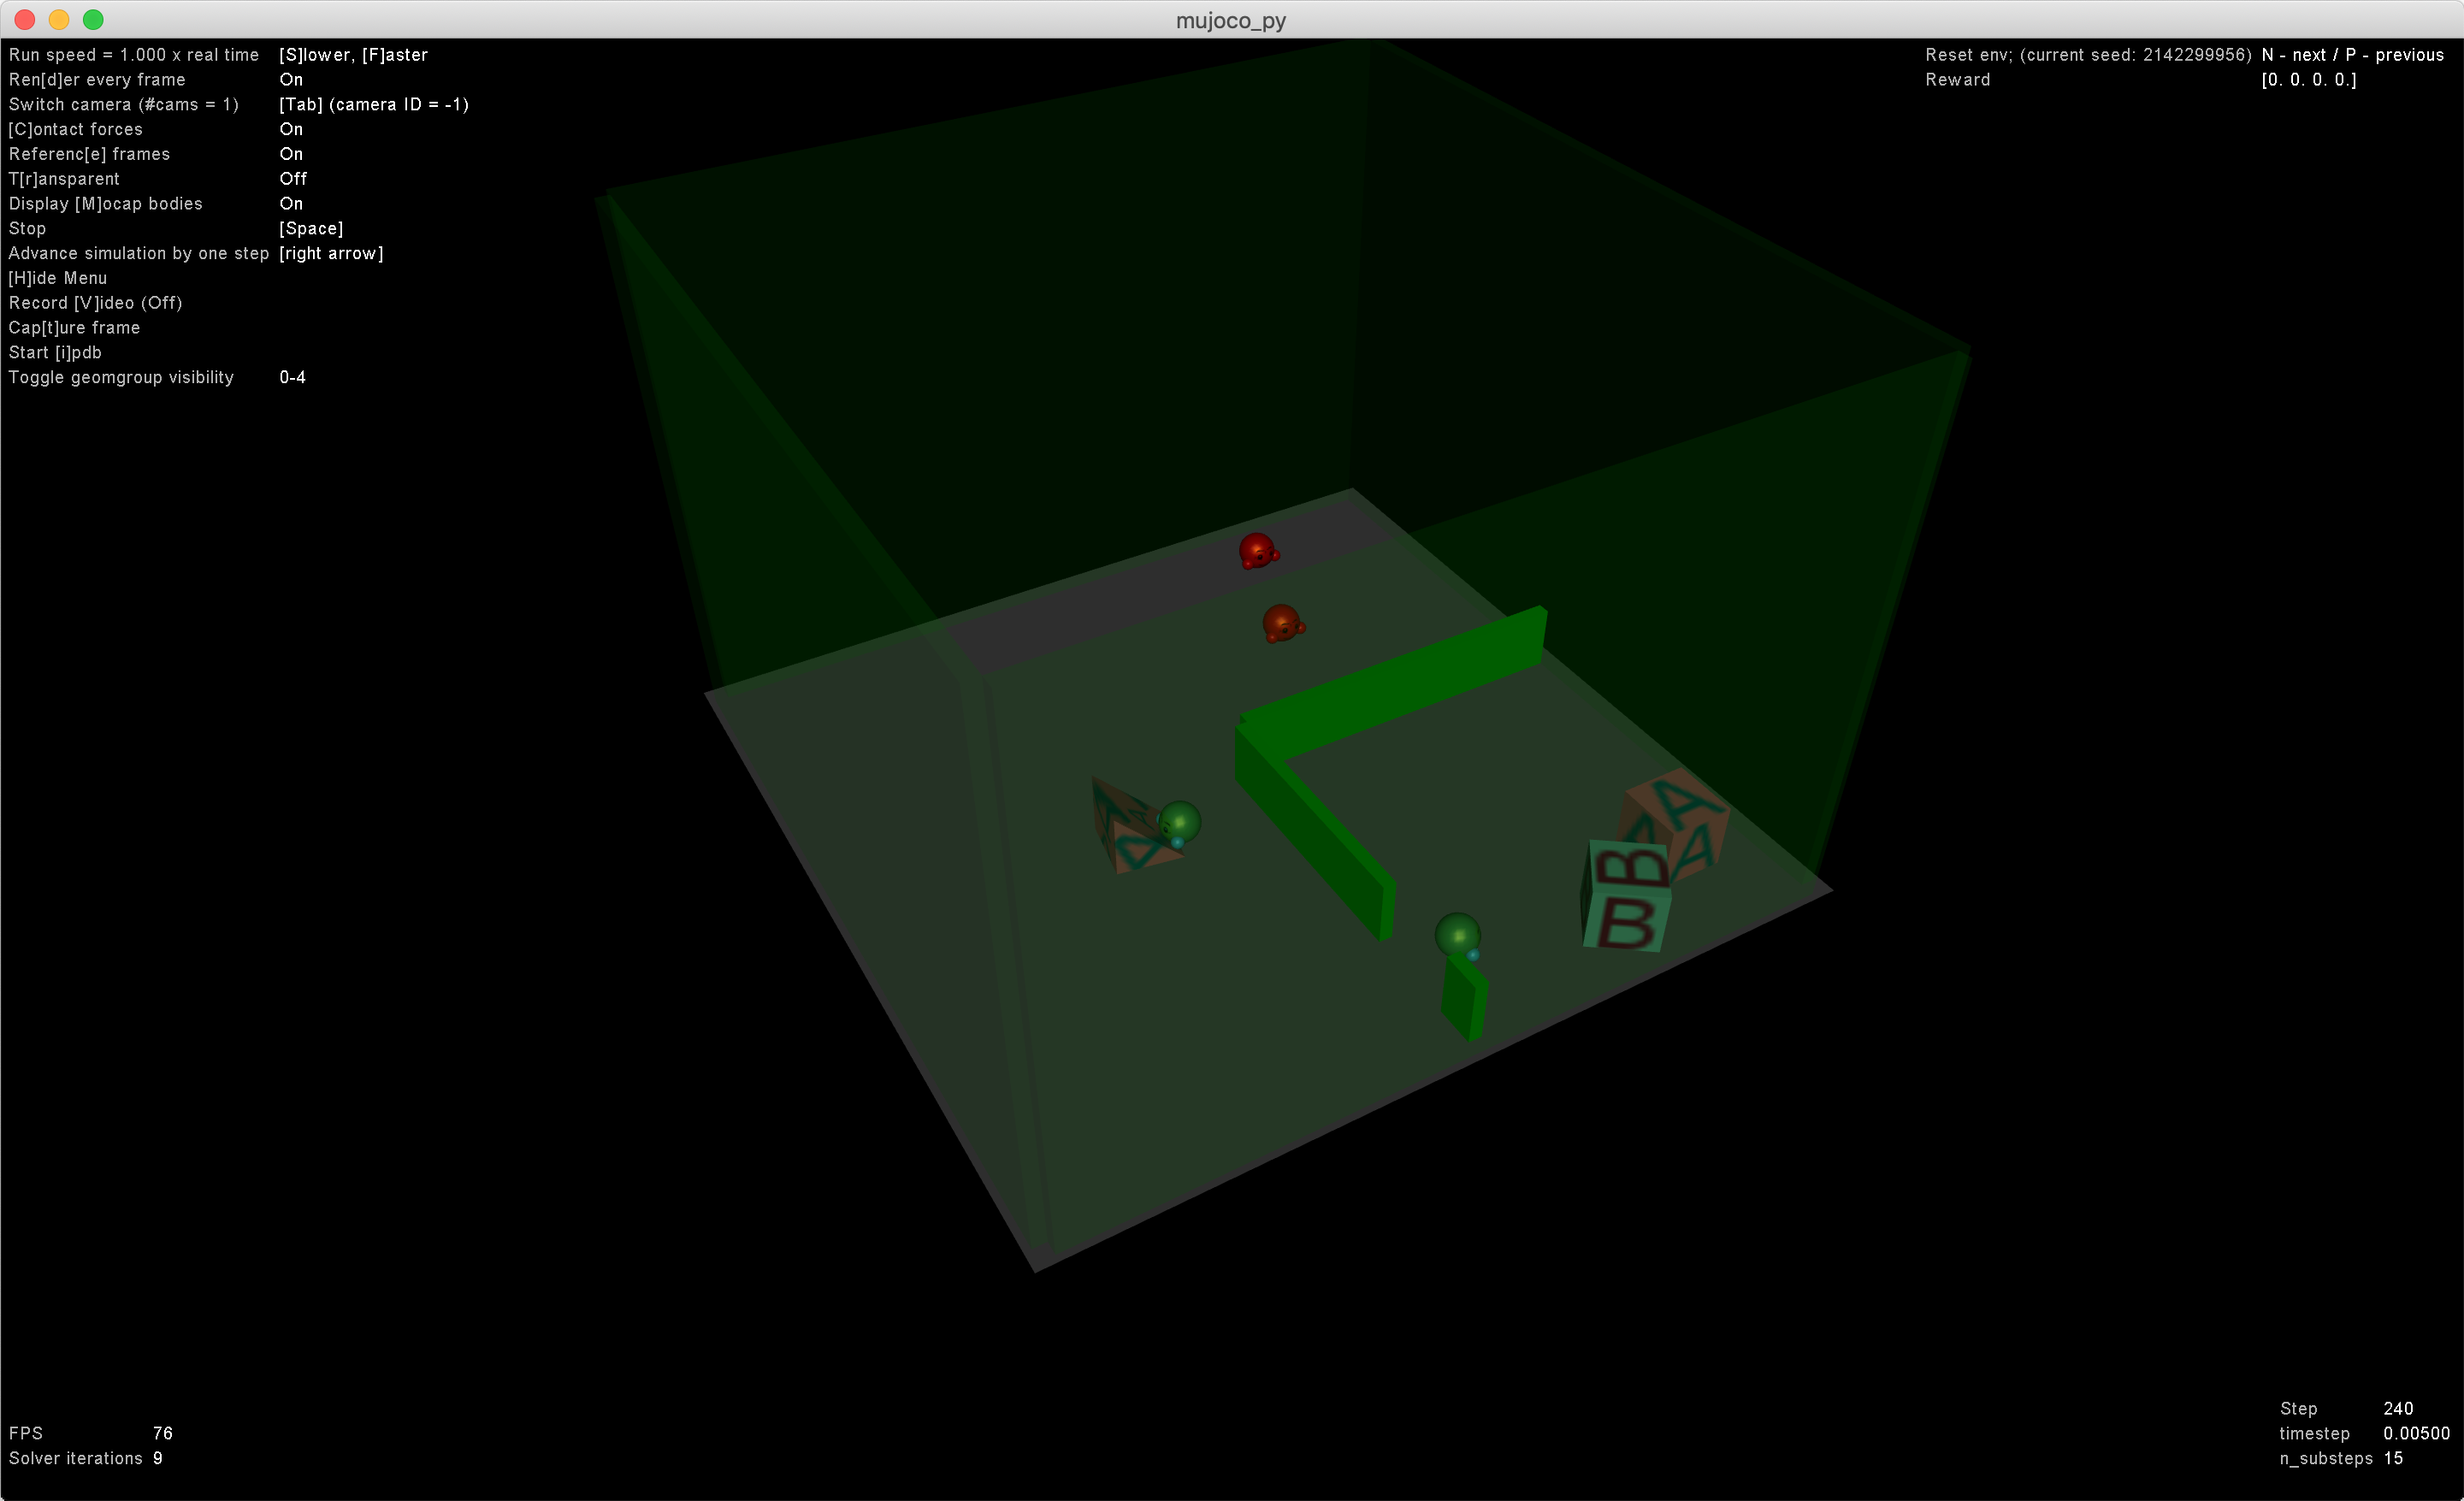 mujoco_py
Run speed = 1.000 x real time [S]lower, [F]aster
Ren[d]er every frame On
Switch camera (#cams = 1) [Tab] (camera ID = -1)
[C]ontact forces On
Referenc[e] frames On
T[r]ansparent Off
Display [M]ocap bodies On
Stop [Space]
Advance simulation by one step [right arrow]
[H]ide Menu
Record [V]ideo (Off)
Cap[t]ure frame
Start [i]pdb
Toggle geomgroup visibility 0-4
Reset env; (current seed: 2142299956) N - next / P - previous
Reward [0. 0. 0. 0.]
A
A
A
A
A
A
B
B
FPS 76
Solver iterations 9
Step 240
timestep 0.00500
n_substeps 15